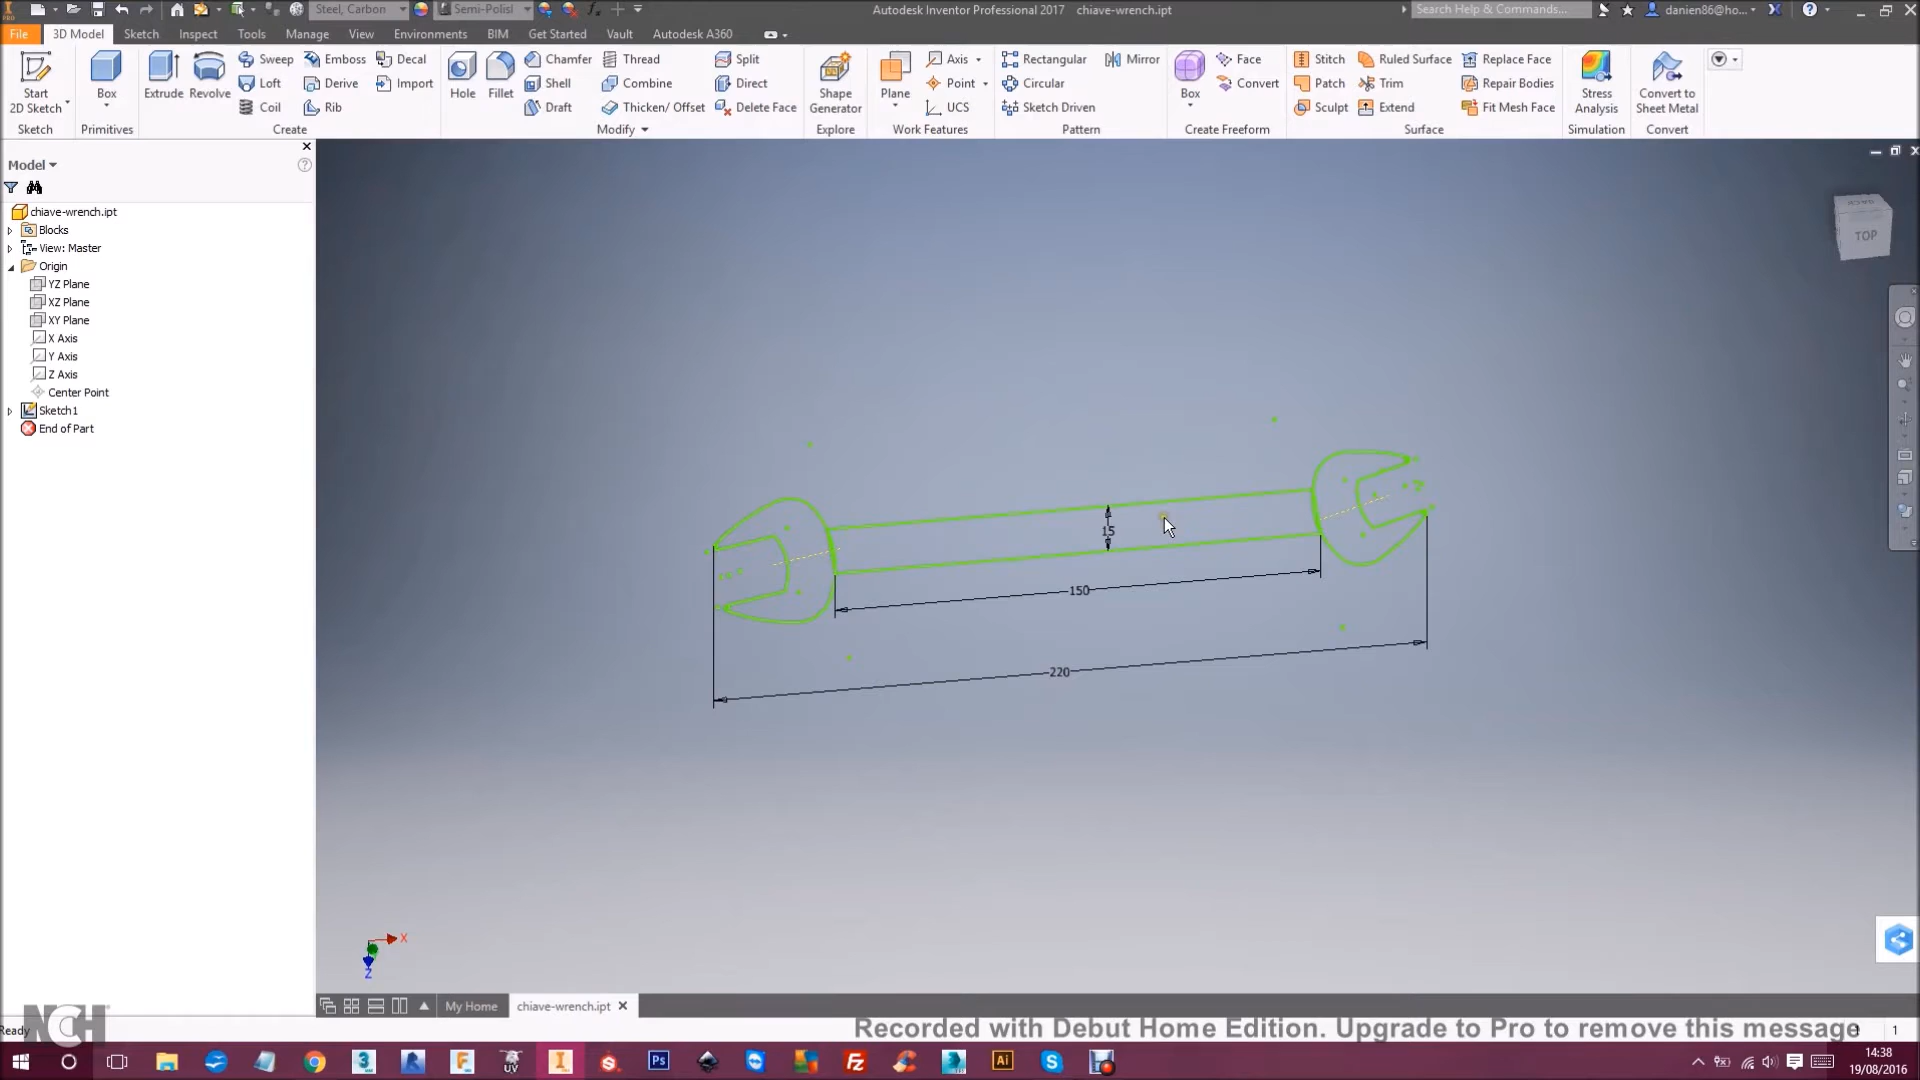 Steel, Carbon
Semi-Polisi
Autodesk Inventor Professional 2017 chiave-wrench.ipt
Search Help & Commands...
danien86@ho...
File 3D Model Sketch Inspect Tools Manage View Environments BIM Get Started Vault Autodesk A360
Start 2D Sketch
Sketch
Box
Primitives
Extrude
Revolve
Sweep
Loft
Coil
Emboss
Derive
Rib
Decal
Import
Create
Hole
Fillet
Chamfer
Shell
Draft
Thread
Combine
Thicken/ Offset
Split
Direct
Delete Face
Modify
Shape Generator
Explore
Plane
Axis
Point
UCS
Work Features
Rectangular
Circular
Sketch Driven
Mirror
Pattern
Box
Face
Convert
Create Freeform
Stitch
Patch
Sculpt
Ruled Surface
Trim
Extend
Replace Face
Repair Bodies
Fit Mesh Face
Surface
Stress Analysis
Simulation
Convert to Sheet Metal
Convert
Model
chiave-wrench.ipt
Blocks
View: Master
Origin
YZ Plane
XZ Plane
XY Plane
X Axis
Y Axis
Z Axis
Center Point
Sketch1
End of Part
TOP
15
150
220
X
Z
My Home
chiave-wrench.ipt
NCH
Ready
Recorded with Debut Home Edition. Upgrade to Pro to remove this message
1
UV
Ps
Ai
14:38
19/08/2016